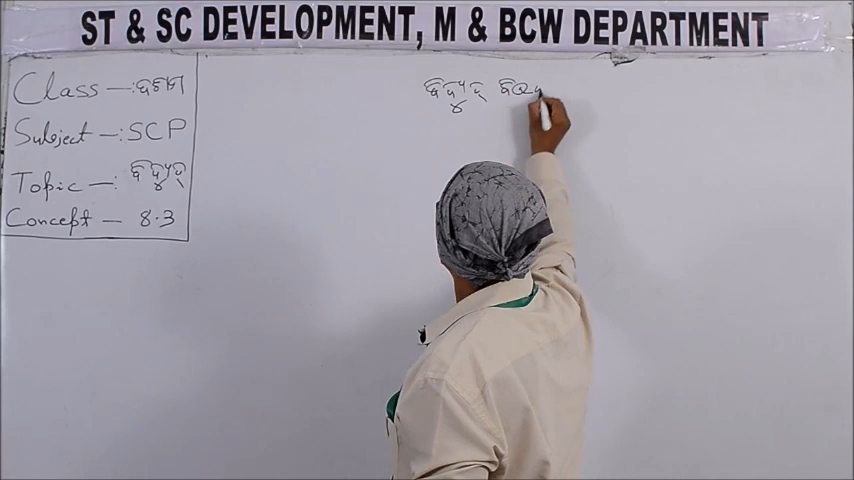 ST & SC DEVELOPMENT, M & BCW DEPARTMENT
Class —: ଦଶମ
Subject —: SCP
Topic —: ବିଦ୍ୟୁତ୍
Concept — 8.3
ବିଦ୍ୟୁତ୍